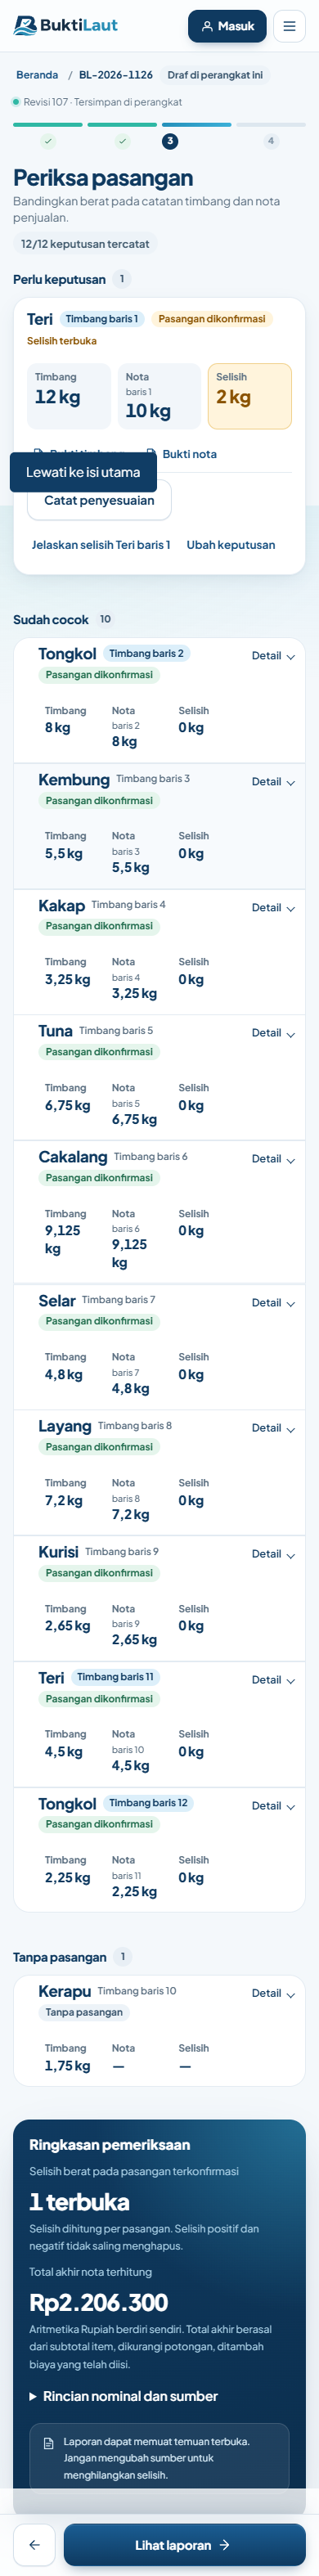 BuktiLaut
Masuk
Beranda / BL-2026-1126 Draf di perangkat ini
Revisi 107 · Tersimpan di perangkat
3
4
Periksa pasangan
Bandingkan berat pada catatan timbang dan nota
penjualan.
12/12 keputusan tercatat
Perlu keputusan 1
Teri Timbang baris 1 Pasangan dikonfirmasi
Selisih terbuka
Timbang
12 kg
Nota
baris 1
10 kg
Selisih
2 kg
Bukti nota
Lewati ke isi utama
Catat penyesuaian
Jelaskan selisih Teri baris 1 Ubah keputusan
Sudah cocok 10
Tongkol Timbang baris 2 Detail
Pasangan dikonfirmasi
Timbang
8 kg
Nota
baris 2
8 kg
Selisih
0 kg
Kembung Timbang baris 3 Detail
Pasangan dikonfirmasi
Timbang
5,5 kg
Nota
baris 3
5,5 kg
Selisih
0 kg
Kakap Timbang baris 4 Detail
Pasangan dikonfirmasi
Timbang
3,25 kg
Nota
baris 4
3,25 kg
Selisih
0 kg
Tuna Timbang baris 5 Detail
Pasangan dikonfirmasi
Timbang
6,75 kg
Nota
baris 5
6,75 kg
Selisih
0 kg
Cakalang Timbang baris 6 Detail
Pasangan dikonfirmasi
Timbang
9,125
kg
Nota
baris 6
9,125
kg
Selisih
0 kg
Selar Timbang baris 7 Detail
Pasangan dikonfirmasi
Timbang
4,8 kg
Nota
baris 7
4,8 kg
Selisih
0 kg
Layang Timbang baris 8 Detail
Pasangan dikonfirmasi
Timbang
7,2 kg
Nota
baris 8
7,2 kg
Selisih
0 kg
Kurisi Timbang baris 9 Detail
Pasangan dikonfirmasi
Timbang
2,65 kg
Nota
baris 9
2,65 kg
Selisih
0 kg
Teri Timbang baris 11 Detail
Pasangan dikonfirmasi
Timbang
4,5 kg
Nota
baris 10
4,5 kg
Selisih
0 kg
Tongkol Timbang baris 12 Detail
Pasangan dikonfirmasi
Timbang
2,25 kg
Nota
baris 11
2,25 kg
Selisih
0 kg
Tanpa pasangan 1
Kerapu Timbang baris 10 Detail
Tanpa pasangan
Timbang
1,75 kg
Nota
—
Selisih
—
Ringkasan pemeriksaan
Selisih berat pada pasangan terkonfirmasi
1 terbuka
Selisih dihitung per pasangan. Selisih positif dan
negatif tidak saling menghapus.
Total akhir nota terhitung
Rp2.206.300
Aritmetika Rupiah berdiri sendiri. Total akhir berasal
dari subtotal item, dikurangi potongan, ditambah
biaya yang telah diisi.
Rincian nominal dan sumber
Laporan dapat memuat temuan terbuka.
Jangan mengubah sumber untuk
menghilangkan selisih.
Lihat laporan